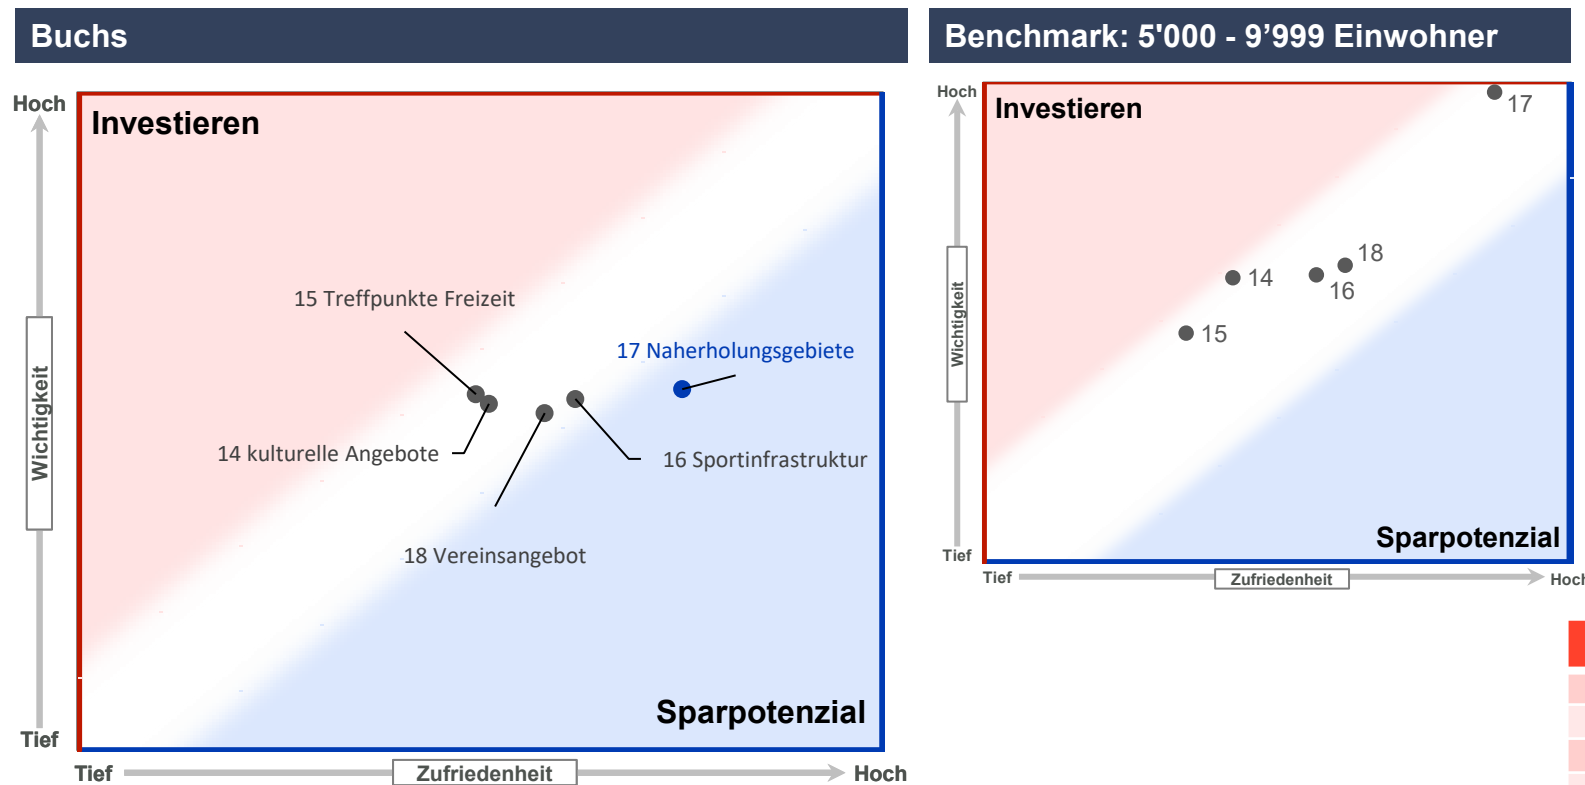 Buchs
Hoch
Investieren
15 Treffpunkte Freizeit
17 Naherholungsgebiete
Wichtigkeit
14 kulturelle Angebote
16 Sportinfrastruktur
18 Vereinsangebot
Sparpotenzial
Tief
Tief
Zufriedenheit
Hoch
Benchmark: 5'000 - 9’999 Einwohner
Hoch
Investieren
17
18
14
16
Wichtigkeit
15
Sparpotenzial
Tief
Tief
Zufriedenheit
Hoch